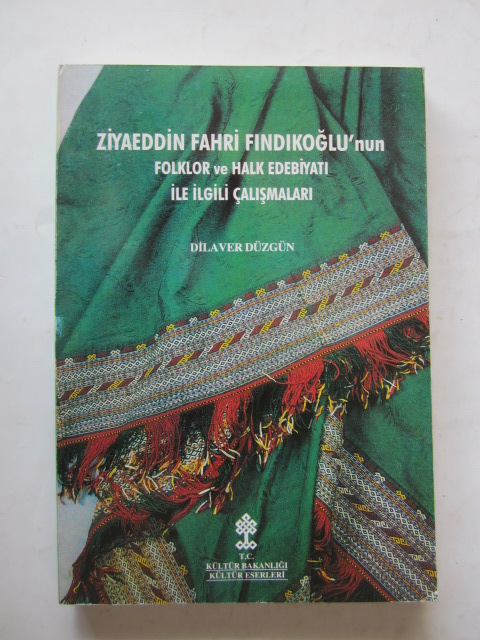 ZİYAEDDİN FAHRİ FINDIKOĞLU'nun
FOLKLOR ve HALK EDEBİYATI
İLE İLGİLİ ÇALIŞMALARI
DİLAVER DÜZGÜN
T.C.
KÜLTÜR BAKANLIĞI
KÜLTÜR ESERLERİ